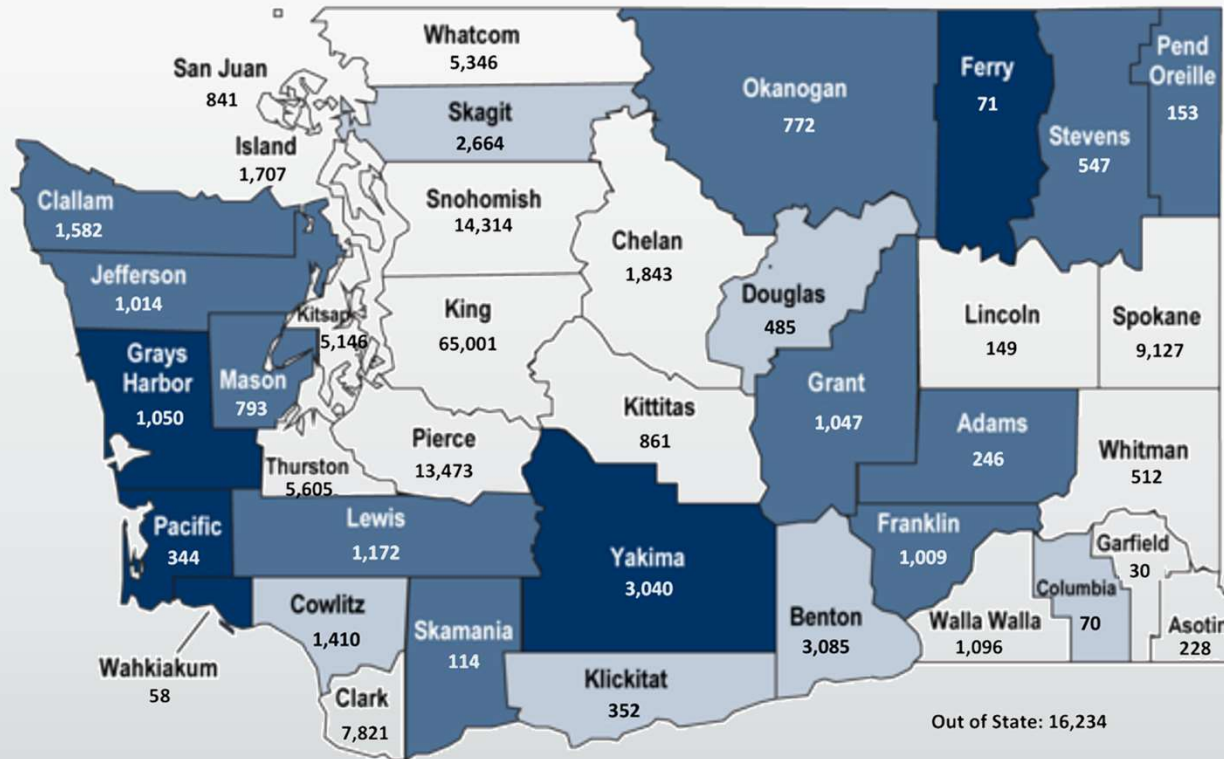 Whatcom
5,346
San Juan
841
Skagit
2,664
Island
1,707
Okanogan
772
Ferry
71
Pend
Oreille
153
Stevens
547
Clallam
1,582
Snohomish
14,314
Chelan
1,843
Jefferson
1,014
Kitsap
5,146
King
65,001
Douglas
485
Lincoln
149
Spokane
9,127
Grays
Harbor
1,050
Mason
793
Grant
1,047
Kittitas
861
Adams
246
Pierce
13,473
Whitman
512
Thurston
5,605
Pacific
344
Lewis
1,172
Yakima
3,040
Franklin
1,009
Garfield
30
Columbia
70
Cowlitz
1,410
Skamania
114
Benton
3,085
Walla Walla
1,096
Asotin
228
Wahkiakum
58
Clark
7,821
Klickitat
352
Out of State: 16,234